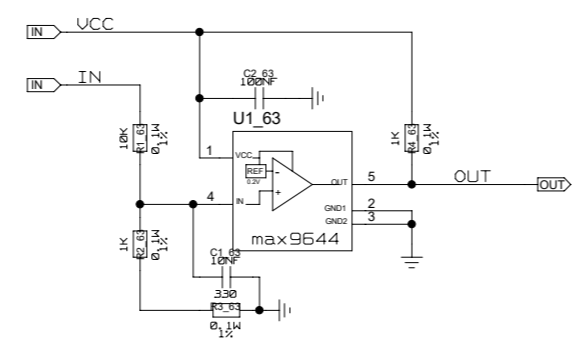 IN VCC
IN IN
C2_63
100NF
U1_63
10K R1_63 0.1W 1%
1K R4_63 0.1W 1%
1 VCC
REF
0.2V
- +
OUT 5 OUT OUT
4 IN
GND1 2
GND2 3
max9644
1K R2_63 0.1W 1%
C1_63
10NF
330
R3_63
0.1W
1%